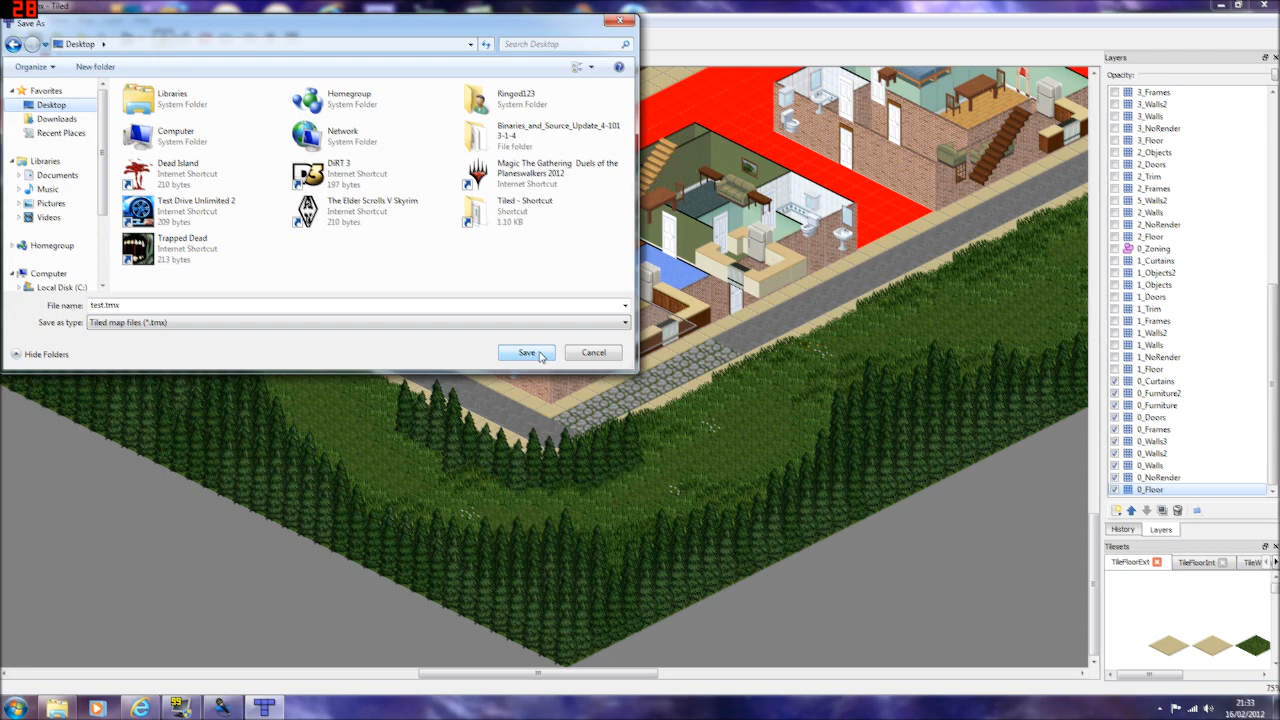 28
s - Tiled
Save As
Desktop
Search Desktop
Organize
New folder
Favorites
Desktop
Downloads
Recent Places
Libraries
Documents
Music
Pictures
Videos
Homegroup
Computer
Local Disk (C:)
Libraries
System Folder
Homegroup
System Folder
Ringod123
System Folder
Computer
System Folder
Network
System Folder
Binaries_and_Source_Update_4-101
3-1-4
File folder
Dead Island
Internet Shortcut
210 bytes
DiRT 3
Internet Shortcut
197 bytes
Magic The Gathering Duels of the
Planeswalkers 2012
Internet Shortcut
Test Drive Unlimited 2
Internet Shortcut
209 bytes
The Elder Scrolls V Skyrim
Internet Shortcut
210 bytes
Tiled - Shortcut
Shortcut
1.10 KB
Trapped Dead
Internet Shortcut
213 bytes
File name: test.tmx
Save as type: Tiled map files (*.tmx)
Hide Folders
Save
Cancel
Layers
Opacity:
3_Frames
3_Walls2
3_Walls
3_NoRender
3_Floor
2_Objects
2_Doors
2_Trim
2_Frames
5_Walls2
2_Walls
2_NoRender
2_Floor
0_Zoning
1_Curtains
1_Objects2
1_Objects
1_Doors
1_Trim
1_Frames
1_Walls2
1_Walls
1_NoRender
1_Floor
0_Curtains
0_Furniture2
0_Furniture
0_Doors
0_Frames
0_Walls3
0_Walls2
0_Walls
0_NoRender
0_Floor
History
Layers
Tilesets
TileFloorExt
TileFloorInt
TileW
75%
99
21:33
16/02/2012